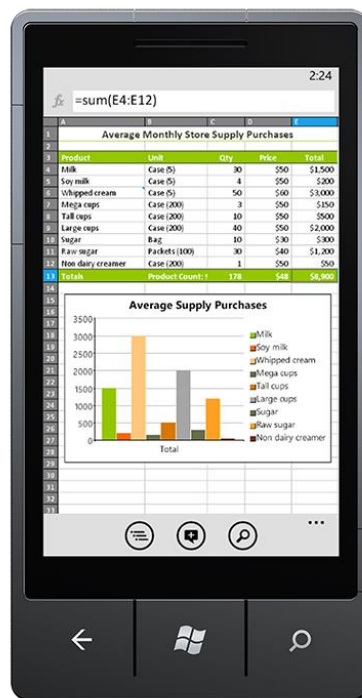 2:24
fx =sum(E4:E12)
A B C D E
1 Average Monthly Store Supply Purchases
2
3 Product Unit Qty Price Total
4 Milk Case (5) 30 $50 $1,500
5 Soy milk Case (5) 4 $50 $200
6 Whipped cream Case (5) 50 $60 $3,000
7 Mega cups Case (200) 3 $50 $150
8 Tall cups Case (200) 10 $50 $500
9 Large cups Case (200) 40 $50 $2,000
10 Sugar Bag 10 $30 $300
11 Raw sugar Packets (100) 30 $40 $1,200
12 Non dairy creamer Case (200) 1 $50 $50
13 Totals Product Count: 178 $48 $8,900
14
15
16
17
18
19
20
21
22
23
24
25
26
27
28
29
30
31
32
33
Average Supply Purchases
3500
3000
2500
2000
1500
1000
500
0
Total
Milk
Soy milk
Whipped cream
Mega cups
Tall cups
Large cups
Sugar
Raw sugar
Non dairy creamer